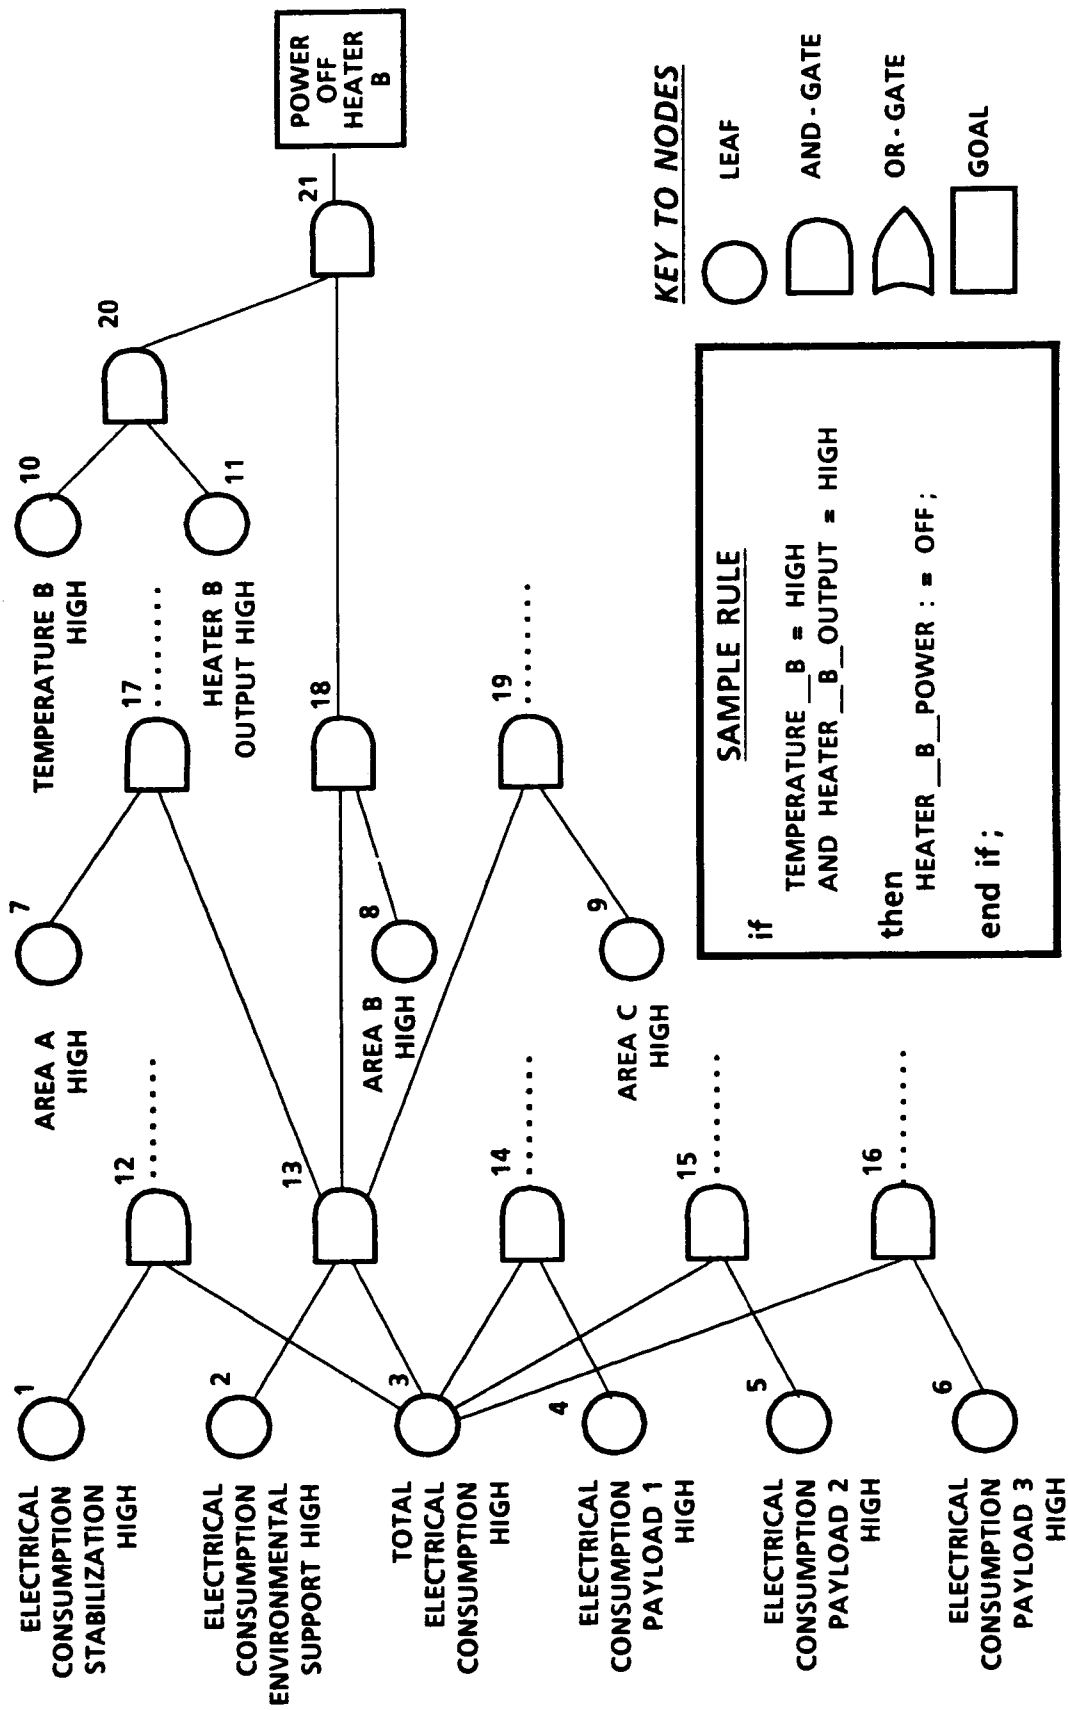 ELECTRICAL
CONSUMPTION
STABILIZATION
HIGH
1
ELECTRICAL
CONSUMPTION
ENVIRONMENTAL
SUPPORT HIGH
2
TOTAL
ELECTRICAL
CONSUMPTION
HIGH
3
ELECTRICAL
CONSUMPTION
PAYLOAD 1
HIGH
4
ELECTRICAL
CONSUMPTION
PAYLOAD 2
HIGH
5
ELECTRICAL
CONSUMPTION
PAYLOAD 3
HIGH
6
12
13
14
15
16
AREA A
HIGH
7
AREA B
HIGH
8
AREA C
HIGH
9
17
18
19
TEMPERATURE B
HIGH
10
HEATER B
OUTPUT HIGH
11
20
21
POWER
OFF
HEATER
B
SAMPLE RULE
if
TEMPERATURE__B = HIGH
AND HEATER__B__OUTPUT = HIGH
then
HEATER__B__POWER : = OFF;
end if;
KEY TO NODES
LEAF
AND - GATE
OR - GATE
GOAL